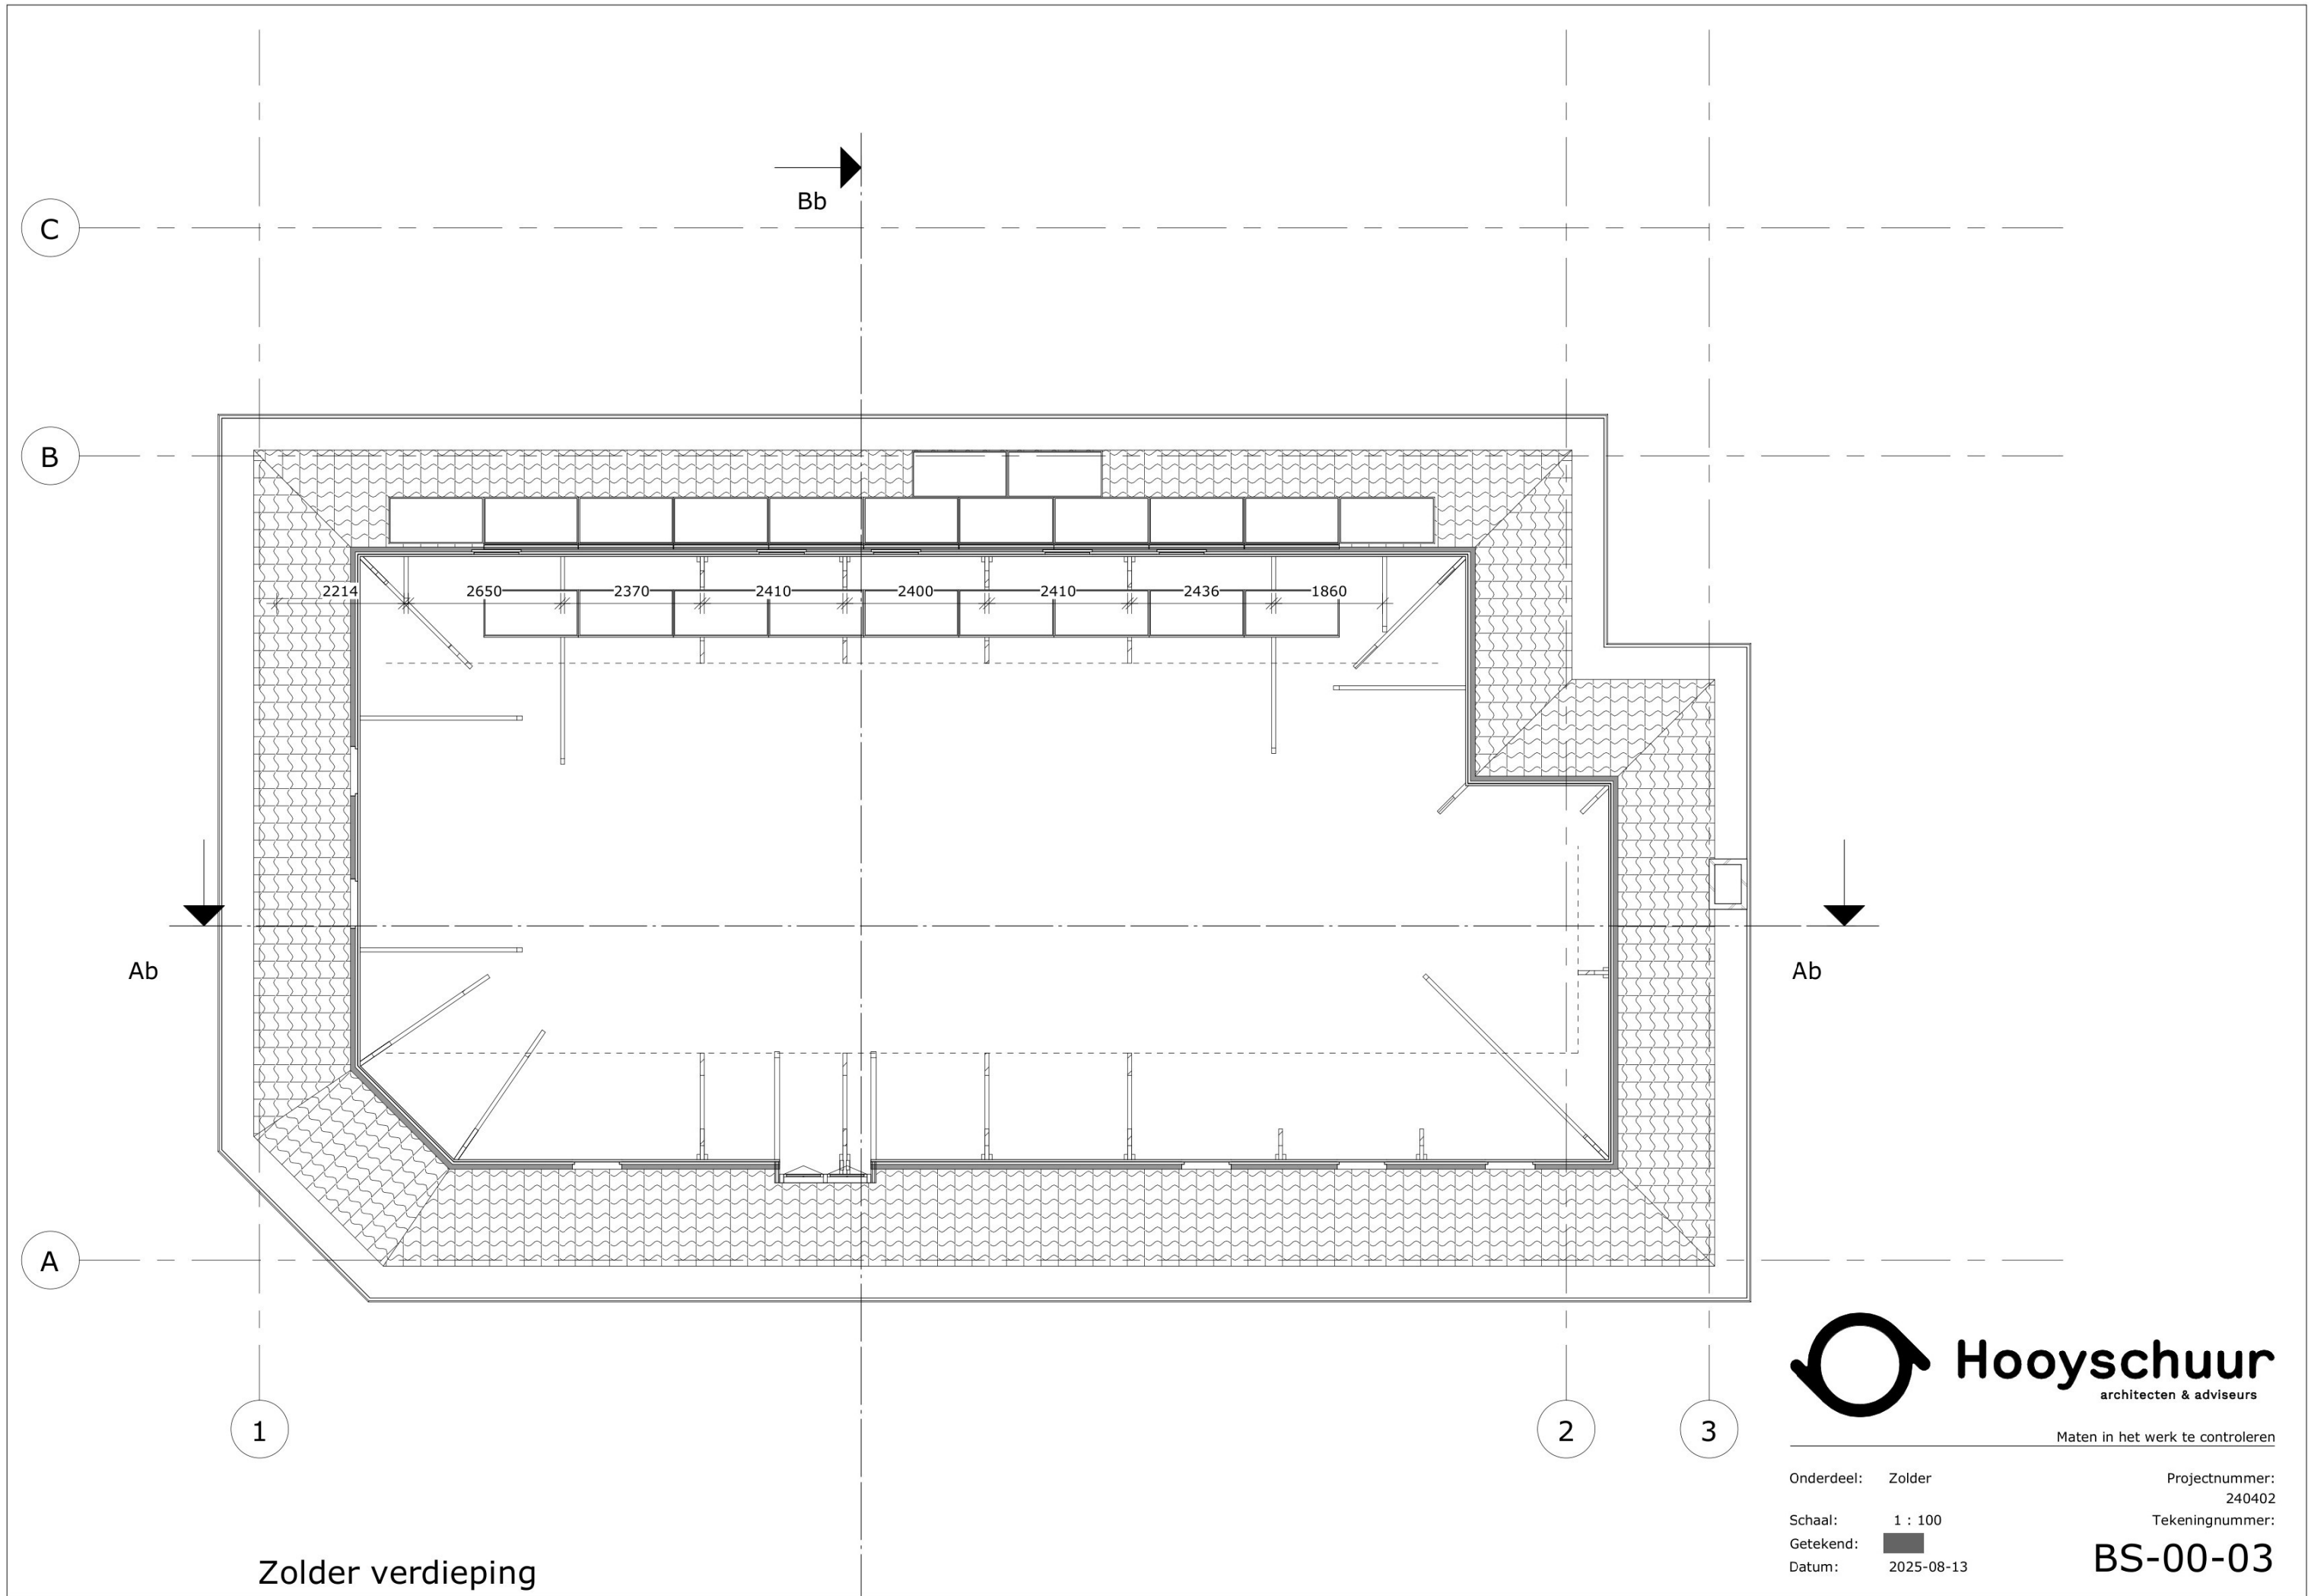 Bb
C
B
2214 2650 2370 2410 2400 2410 2436 1860
Ab
Ab
A
1
2
3
Hooyschuur
architecten & adviseurs
Maten in het werk te controleren
Onderdeel: Zolder
Projectnummer:
240402
Schaal: 1 : 100
Tekeningnummer:
Getekend:
BS-00-03
Datum: 2025-08-13
Zolder verdieping